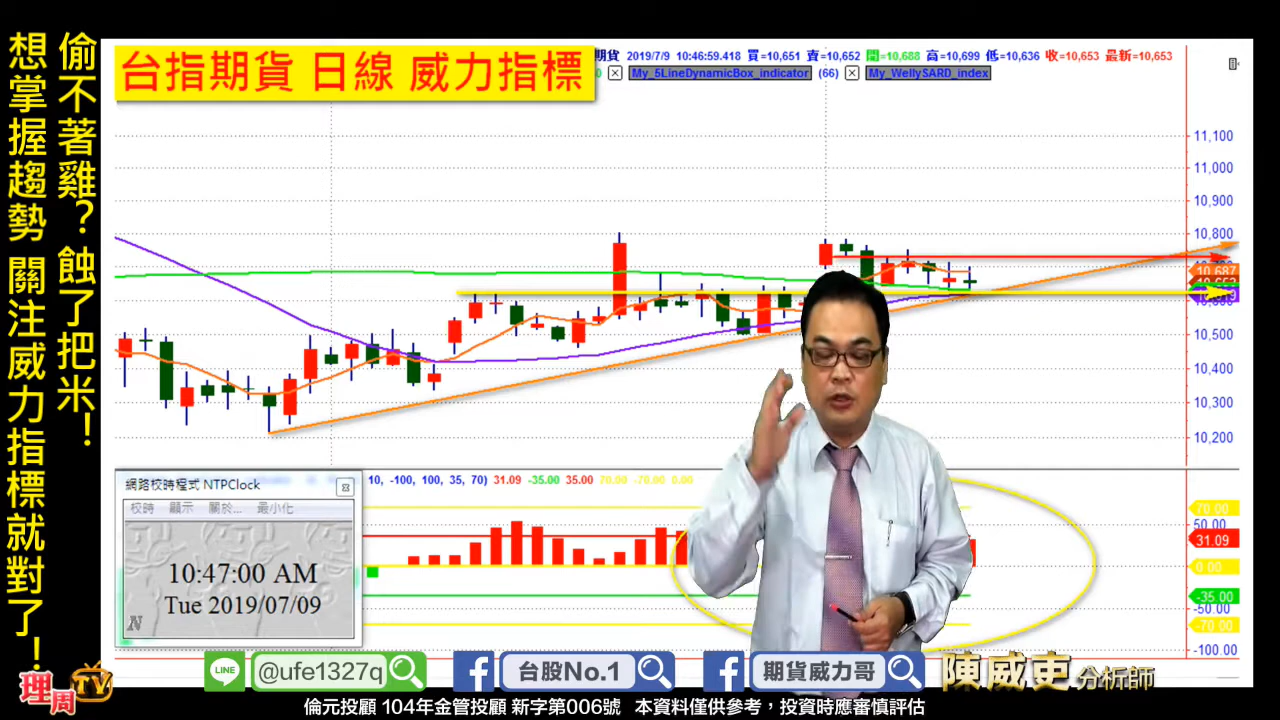 偷不著雞?蝕了把米!
想掌握趨勢 關注威力指標就對了!
台指期貨 日線 威力指標
期貨 2019/7/9 10:46:59.418 買=10,651 賣=10,652 開=10,688 高=10,699 低=10,636 收=10,653 最新=10,653
My_5LineDynamicBox_indicator (66) My_WellySARD_index
11,100
11,000
10,900
10,800
10,687
10,500
10,400
10,300
10,200
10, -100, 100, 35, 70) 31.09 -35.00 35.00 70.00 -70.00 0.00
70.00
50.00
31.09
0.00
-35.00
-50.00
-70.00
-100.00
網路校時程式 NTPClock
校時 顯示 關於... 最小化
10:47:00 AM
Tue 2019/07/09
N
理周TV
LINE @ufe1327q
台股No.1
期貨威力哥
陳威吏 分析師
倫元投顧 104年金管投顧 新字第006號 本資料僅供參考,投資時應審慎評估